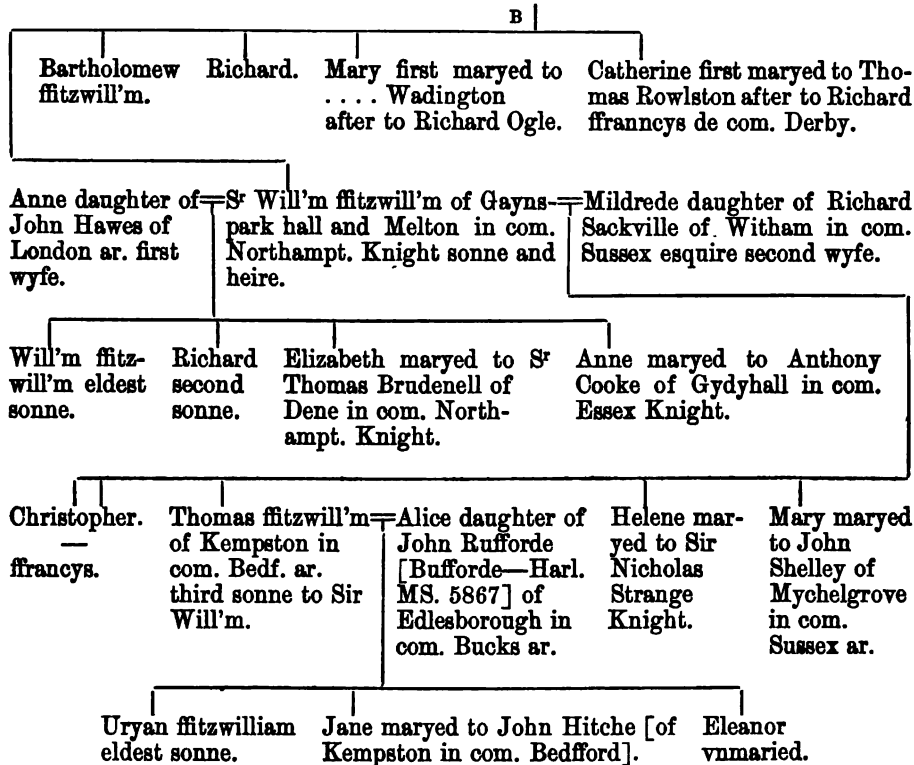 B
Bartholomew
ffitzwill'm.
Richard.
Mary first maryed to
.... Wadington
after to Richard Ogle.
Catherine first maryed to Tho-
mas Rowlston after to Richard
ffranncys de com. Derby.
Anne daughter of
John Hawes of
London ar. first
wyfe.
Sr Will'm ffitzwill'm of Gayns-
park hall and Melton in com.
Northampt. Knight sonne and
heire.
Mildrede daughter of Richard
Sackville of Witham in com.
Sussex esquire second wyfe.
Will'm ffitz-
will'm eldest
sonne.
Richard
second
sonne.
Elizabeth maryed to Sr
Thomas Brudenell of
Dene in com. North-
ampt. Knight.
Anne maryed to Anthony
Cooke of Gydyhall in com.
Essex Knight.
Christopher.
—
ffrancys.
Thomas ffitzwill'm
of Kempston in
com. Bedf. ar.
third sonne to Sir
Will'm.
Alice daughter of
John Rufforde
[Bufforde—Harl.
MS. 5867] of
Edlesborough in
com. Bucks ar.
Helene mar-
yed to Sir
Nicholas
Strange
Knight.
Mary maryed
to John
Shelley of
Mychelgrove
in com.
Sussex ar.
Uryan ffitzwilliam
eldest sonne.
Jane maryed to John Hitche [of
Kempston in com. Bedfford].
Eleanor
vnmaried.